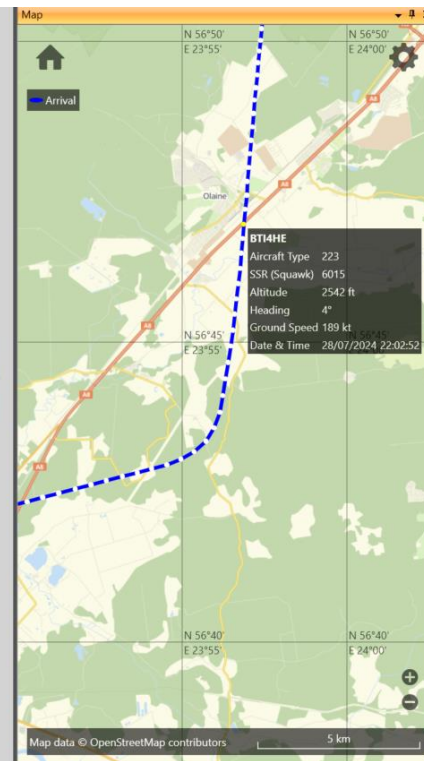 Map
N 56°50'
E 23°55'
N 56°50'
E 24°00'
A8
Arrival
A8
Olaine
A8
BTI4HE
Aircraft Type 223
SSR (Squawk) 6015
Altitude 2542 ft
Heading 4°
Ground Speed 189 kt
Date & Time 28/07/2024 22:02:52
N 56°45'
E 23°55'
A8
A8
A8
N 56°40'
E 23°55'
N 56°40'
E 24°00'
Map data © OpenStreetMap contributors
5 km